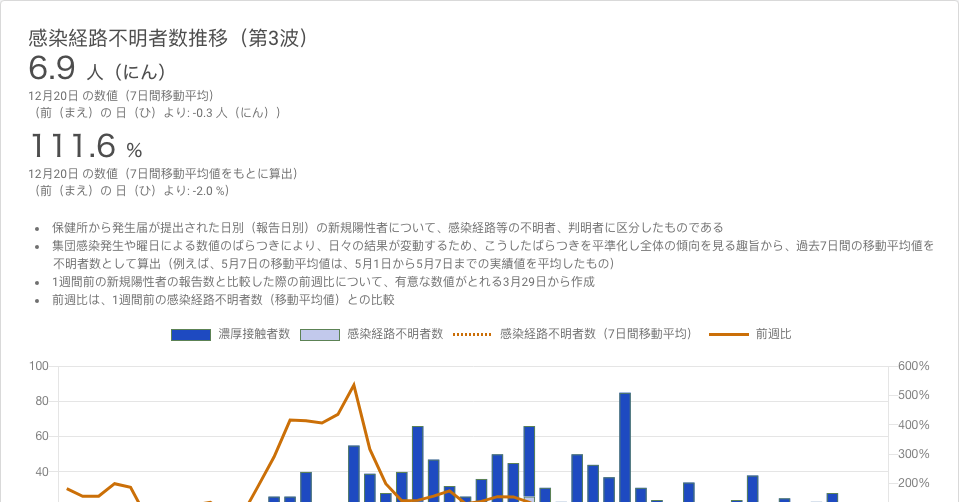 感染経路不明者数推移（第3波）
6.9 人（にん）
12月20日 の数値（7日間移動平均）
（前（まえ）の 日（ひ）より: -0.3 人（にん））
111.6 %
12月20日 の数値（7日間移動平均値をもとに算出）
（前（まえ）の 日（ひ）より: -2.0 %）
• 保健所から発生届が提出された日別（報告日別）の新規陽性者について、感染経路等の不明者、判明者に区分したものである
• 集団感染発生や曜日による数値のばらつきにより、日々の結果が変動するため、こうしたばらつきを平準化し全体の傾向を見る趣旨から、過去7日間の移動平均値を
不明者数として算出（例えば、5月7日の移動平均値は、5月1日から5月7日までの実績値を平均したもの）
• 1週間前の新規陽性者の報告数と比較した際の前週比について、有意な数値がとれる3月29日から作成
• 前週比は、1週間前の感染経路不明者数（移動平均値）との比較
濃厚接触者数 感染経路不明者数 感染経路不明者数（7日間移動平均） 前週比
100 600%
500%
80
400%
60
300%
40
200%